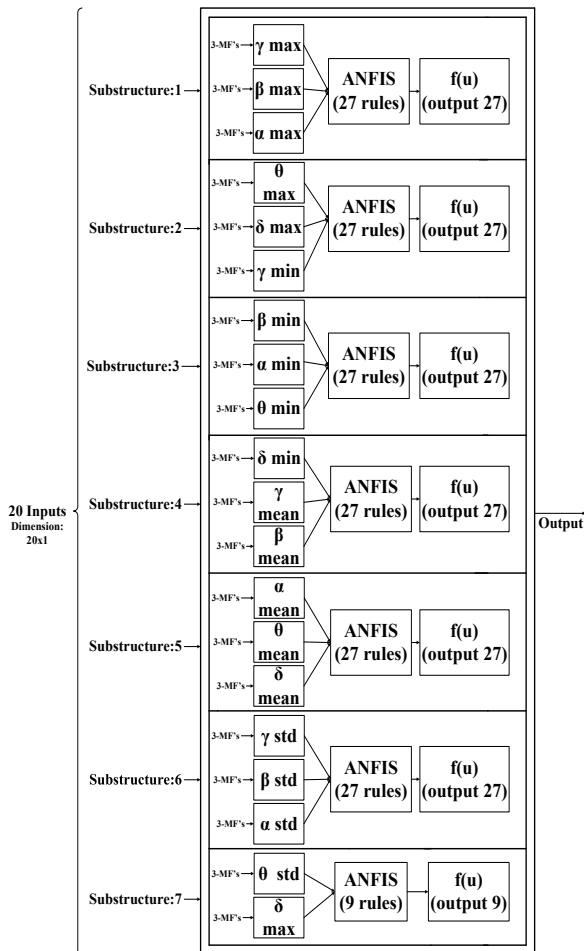 3-MF's
γ max
Substructure:1
3-MF's
β max
ANFIS
(27 rules)
f(u)
(output 27)
3-MF's
α max
3-MF's
θ
max
Substructure:2
3-MF's
δ max
ANFIS
(27 rules)
f(u)
(output 27)
3-MF's
γ min
3-MF's
β min
Substructure:3
3-MF's
α min
ANFIS
(27 rules)
f(u)
(output 27)
3-MF's
θ min
3-MF's
δ min
20 Inputs
Dimension:
20x1
Substructure:4
3-MF's
γ
mean
ANFIS
(27 rules)
f(u)
(output 27)
Output
3-MF's
β
mean
3-MF's
α
mean
Substructure:5
3-MF's
θ
mean
ANFIS
(27 rules)
f(u)
(output 27)
3-MF's
δ
mean
3-MF's
γ std
Substructure:6
3-MF's
β std
ANFIS
(27 rules)
f(u)
(output 27)
3-MF's
α std
3-MF's
θ std
Substructure:7
ANFIS
(9 rules)
f(u)
(output 9)
3-MF's
δ
max